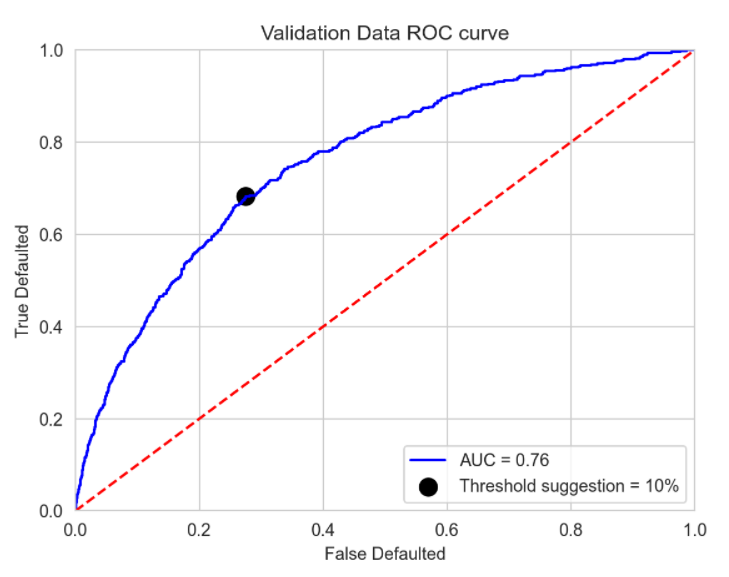 Validation Data ROC curve
1.0
0.8
0.6
0.4
0.2
0.0
True Defaulted
AUC = 0.76
Threshold suggestion = 10%
0.0 0.2 0.4 0.6 0.8 1.0
False Defaulted